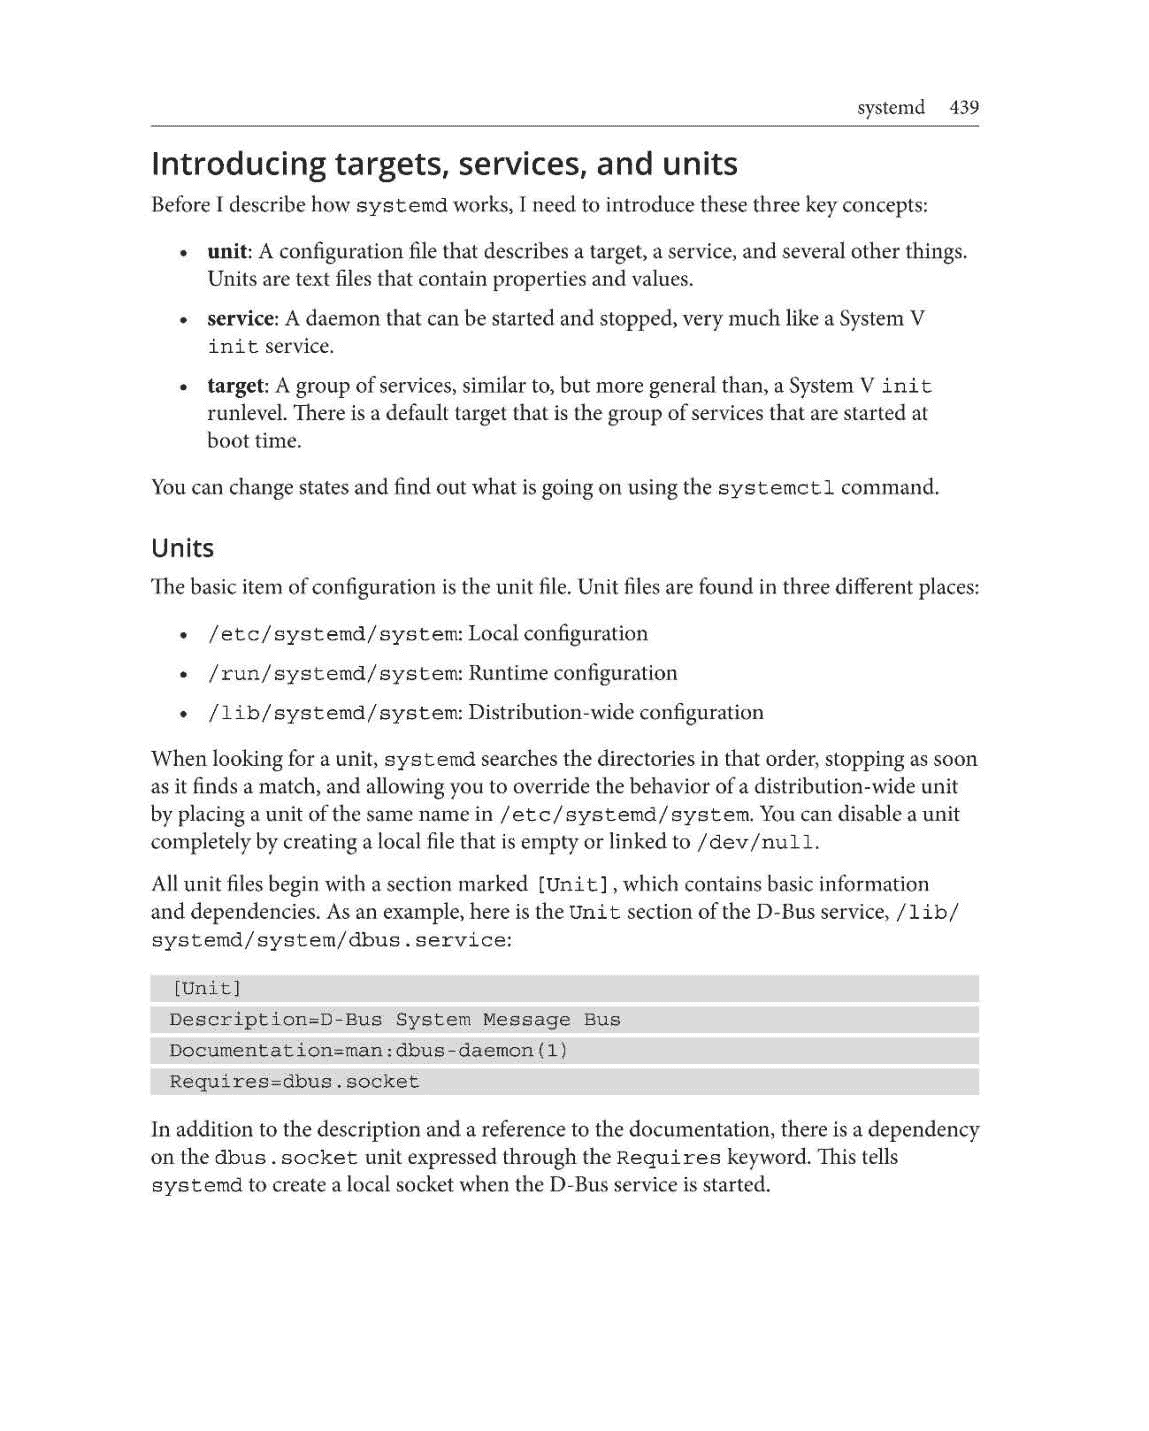 systemd 439
Introducing targets, services, and units
Before I describe how systemd works, I need to introduce these three key concepts:
• unit: A configuration file that describes a target, a service, and several other things.
Units are text files that contain properties and values.
• service: A daemon that can be started and stopped, very much like a System V
init service.
• target: A group of services, similar to, but more general than, a System V init
runlevel. There is a default target that is the group of services that are started at
boot time.
You can change states and find out what is going on using the systemctl command.
Units
The basic item of configuration is the unit file. Unit files are found in three different places:
• /etc/systemd/system: Local configuration
• /run/systemd/system: Runtime configuration
• /lib/systemd/system: Distribution-wide configuration
When looking for a unit, systemd searches the directories in that order, stopping as soon
as it finds a match, and allowing you to override the behavior of a distribution-wide unit
by placing a unit of the same name in /etc/systemd/system. You can disable a unit
completely by creating a local file that is empty or linked to /dev/null.
All unit files begin with a section marked [Unit], which contains basic information
and dependencies. As an example, here is the Unit section of the D-Bus service, /lib/
systemd/system/dbus.service:
[Unit]
Description=D-Bus System Message Bus
Documentation=man:dbus-daemon(1)
Requires=dbus.socket
In addition to the description and a reference to the documentation, there is a dependency
on the dbus.socket unit expressed through the Requires keyword. This tells
systemd to create a local socket when the D-Bus service is started.